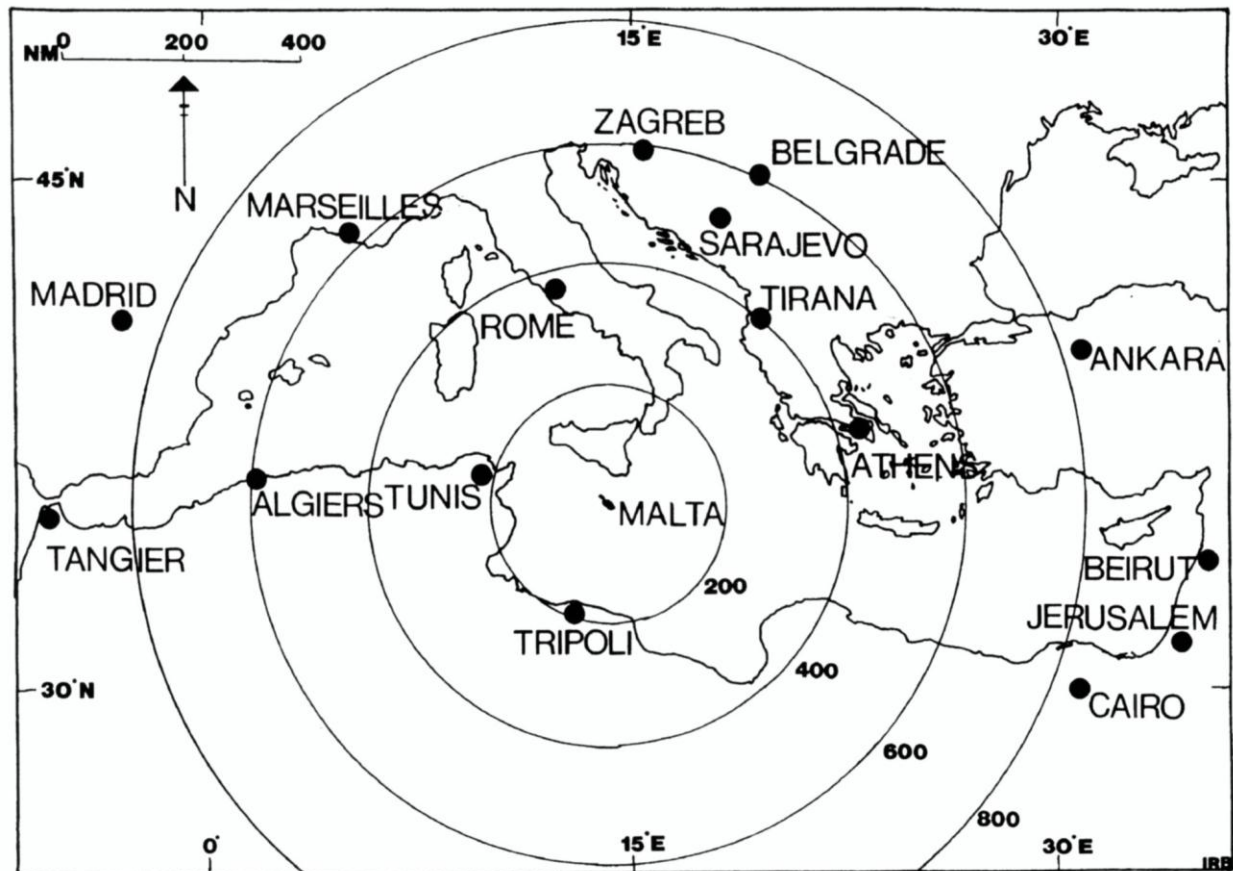 0 200 400
NM
N
15°E
30°E
ZAGREB
BELGRADE
45°N
MARSEILLES
SARAJEVO
MADRID
TIRANA
ROME
ANKARA
ATHENS
ALGIERS
TUNIS
MALTA
TANGIER
BEIRUT
200
JERUSALEM
TRIPOLI
400
30°N
CAIRO
600
800
0°
15°E
30°E
IRB